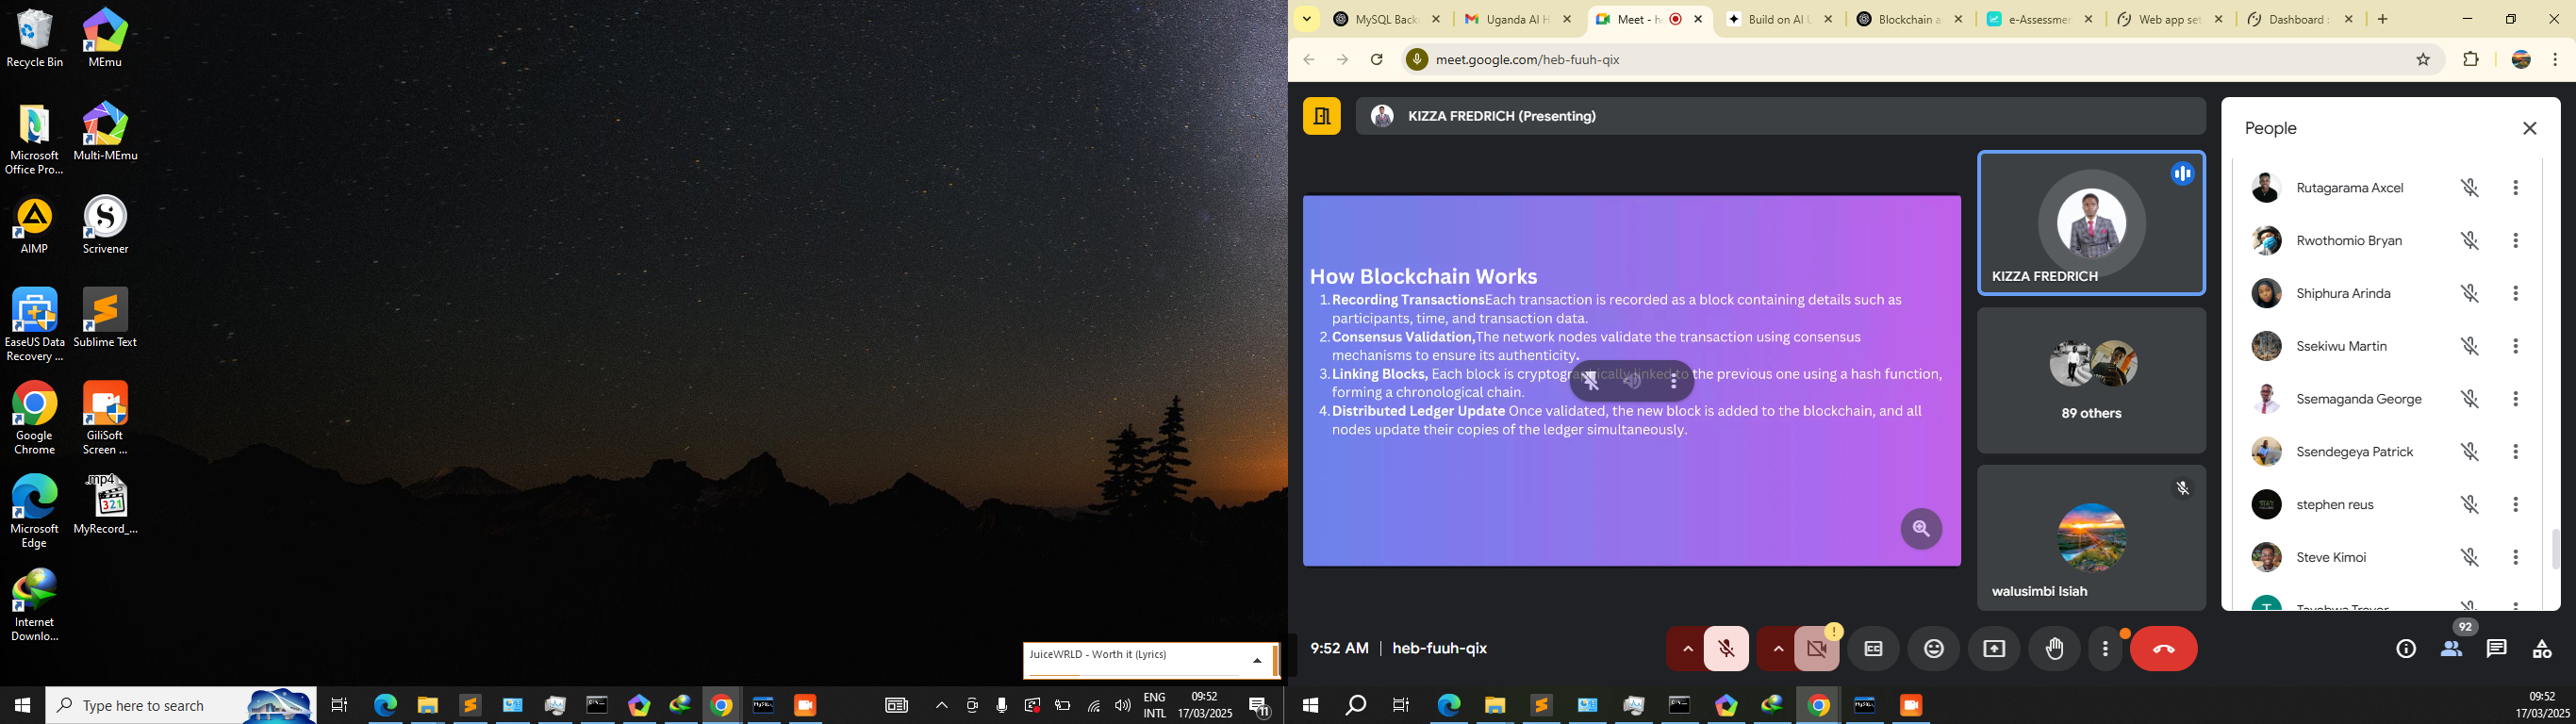 Recycle Bin
MEmu
Microsoft
Office Pro...
Multi-MEmu
AIMP
Scrivener
EaseUS Data
Recovery ...
Sublime Text
Google
Chrome
GiliSoft
Screen ...
Microsoft
Edge
.mp4
321
MyRecord_...
Internet
Downlo...
JuiceWRLD - Worth it (Lyrics)
Type here to search
ENG
INTL
09:52
17/03/2025
11
MySQL Back
Uganda AI H
Meet - he
Build on AI U
Blockchain a
e-Assessmen
Web app set
Dashboard :
meet.google.com/heb-fuuh-qix
KIZZA FREDRICH (Presenting)
How Blockchain Works
1. Recording TransactionsEach transaction is recorded as a block containing details such as
participants, time, and transaction data.
2. Consensus Validation,The network nodes validate the transaction using consensus
mechanisms to ensure its authenticity.
3. Linking Blocks, Each block is cryptographically linked to the previous one using a hash function,
forming a chronological chain.
4. Distributed Ledger Update Once validated, the new block is added to the blockchain, and all
nodes update their copies of the ledger simultaneously.
KIZZA FREDRICH
89 others
walusimbi Isiah
People
Rutagarama Axcel
Rwothomio Bryan
Shiphura Arinda
Ssekiwu Martin
Ssemaganda George
Ssendegeya Patrick
stephen reus
Steve Kimoi
9:52 AM | heb-fuuh-qix
92
09:52
17/03/2025